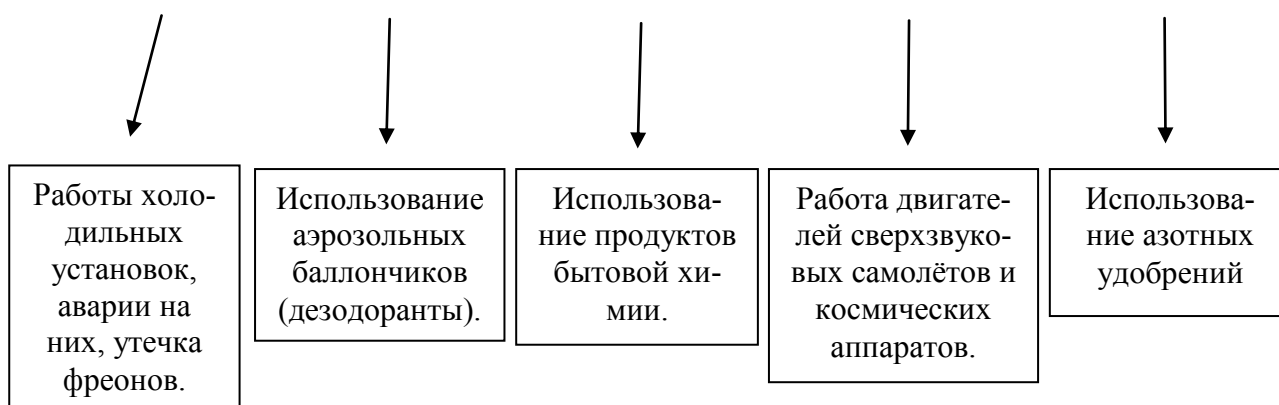 Работы холо-
дильных
установок,
аварии на
них, утечка
фреонов.
Использование
аэрозольных
баллончиков
(дезодоранты).
Использова-
ние продуктов
бытовой хи-
мии.
Работа двигате-
лей сверхзвуко-
вых самолётов и
космических
аппаратов.
Использова-
ние азотных
удобрений